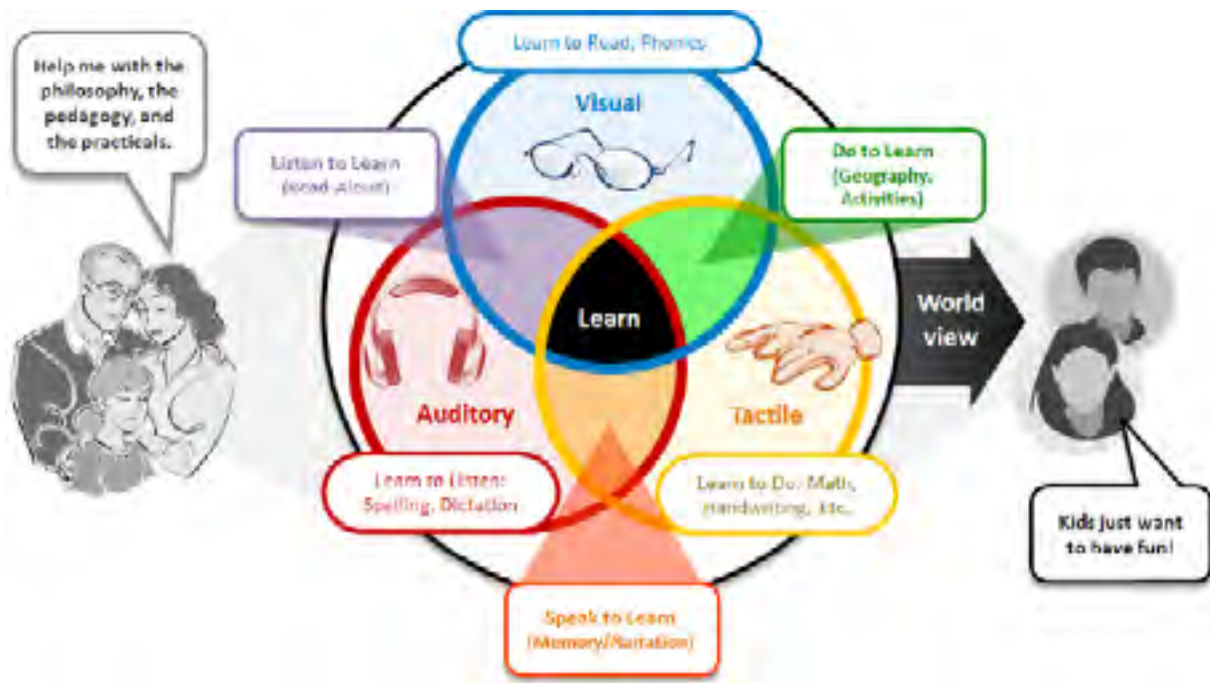 Learn to Read; Phonics
Help me with the
philosophy, the
pedagogy, and
the practicals.
Visual
Listen to Learn
(Read-Aloud)
Do to Learn
(Geography,
Activities)
Learn
World
view
Auditory
Tactile
Learn to Listen:
Spelling, Dictation
Learn to Do: Math,
Handwriting, Etc.
Kids just want
to have fun!
Speak to Learn
(Memory/Narration)